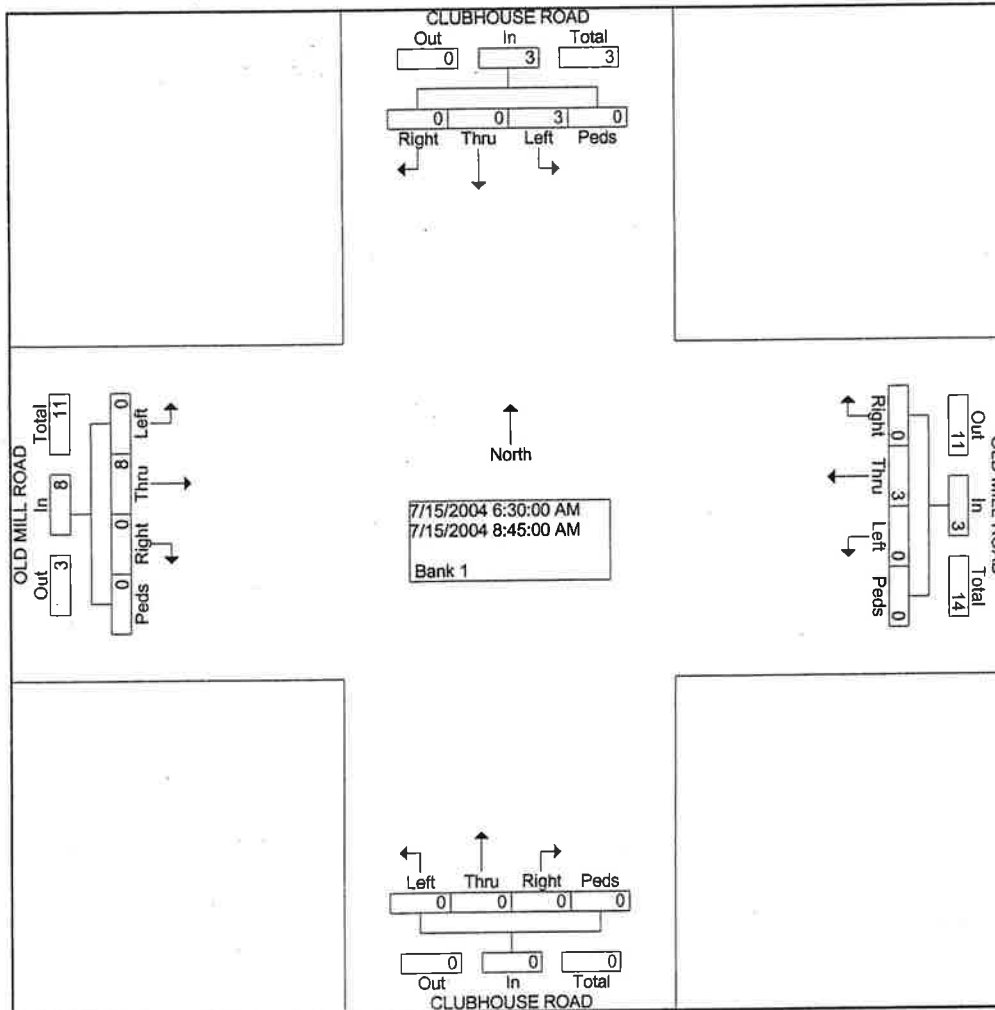 CLUBHOUSE ROAD
Out In Total
0 3 3
0 0 3 0
Right Thru Left Peds
OLD MILL ROAD
Total In Out
11 8 3
0 8 0 0
Left Thru Right Peds
North
7/15/2004 6:30:00 AM
7/15/2004 8:45:00 AM
Bank 1
Right Thru Left Peds
0 3 0 0
Out In Total
11 3 14
OLD MILL ROAD
Left Thru Right Peds
0 0 0 0
0 0 0
Out In Total
CLUBHOUSE ROAD